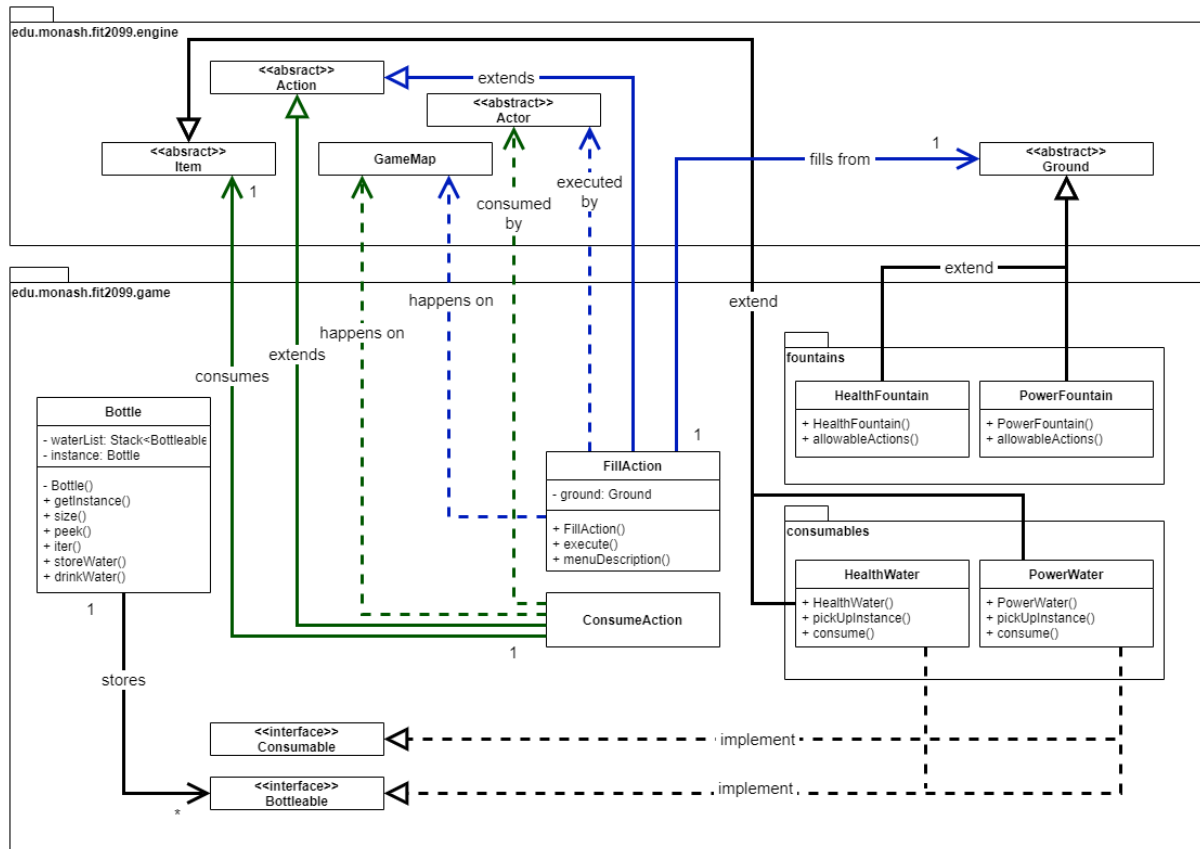 edu.monash.fit2099.engine
<<absract>>
Action
extends
<<abstract>>
Actor
<<absract>>
Item
GameMap
1
fills from
1
<<abstract>>
Ground
executed
by
consumed
by
extend
edu.monash.fit2099.game
happens on
extend
happens on
extends
consumes
fountains
HealthFountain
+ HealthFountain()
+ allowableActions()
PowerFountain
+ PowerFountain()
+ allowableActions()
Bottle
- waterList: Stack<Bottleable
- instance: Bottle
- Bottle()
+ getInstance()
+ size()
+ peek()
+ iter()
+ storeWater()
+ drinkWater()
1
1
FillAction
- ground: Ground
+ FillAction()
+ execute()
+ menuDescription()
consumables
HealthWater
+ HealthWater()
+ pickUpInstance()
+ consume()
PowerWater
+ PowerWater()
+ pickUpInstance()
+ consume()
ConsumeAction
1
stores
<<interface>>
Consumable
implement
<<interface>>
Bottleable
implement
*